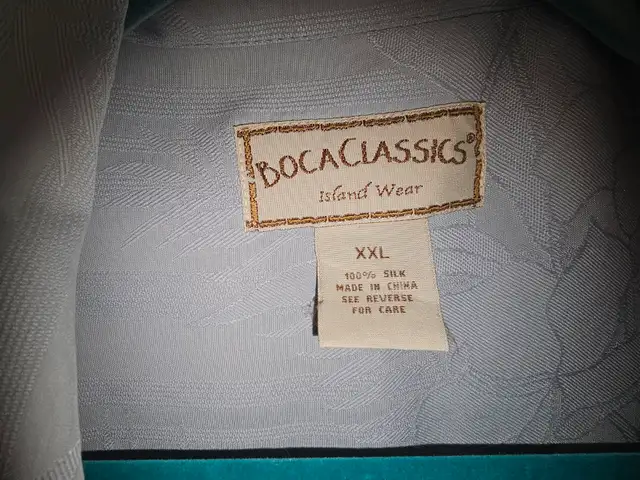 BOCACLASSICS®
Island Wear
XXL
100% SILK
MADE IN CHINA
SEE REVERSE
FOR CARE